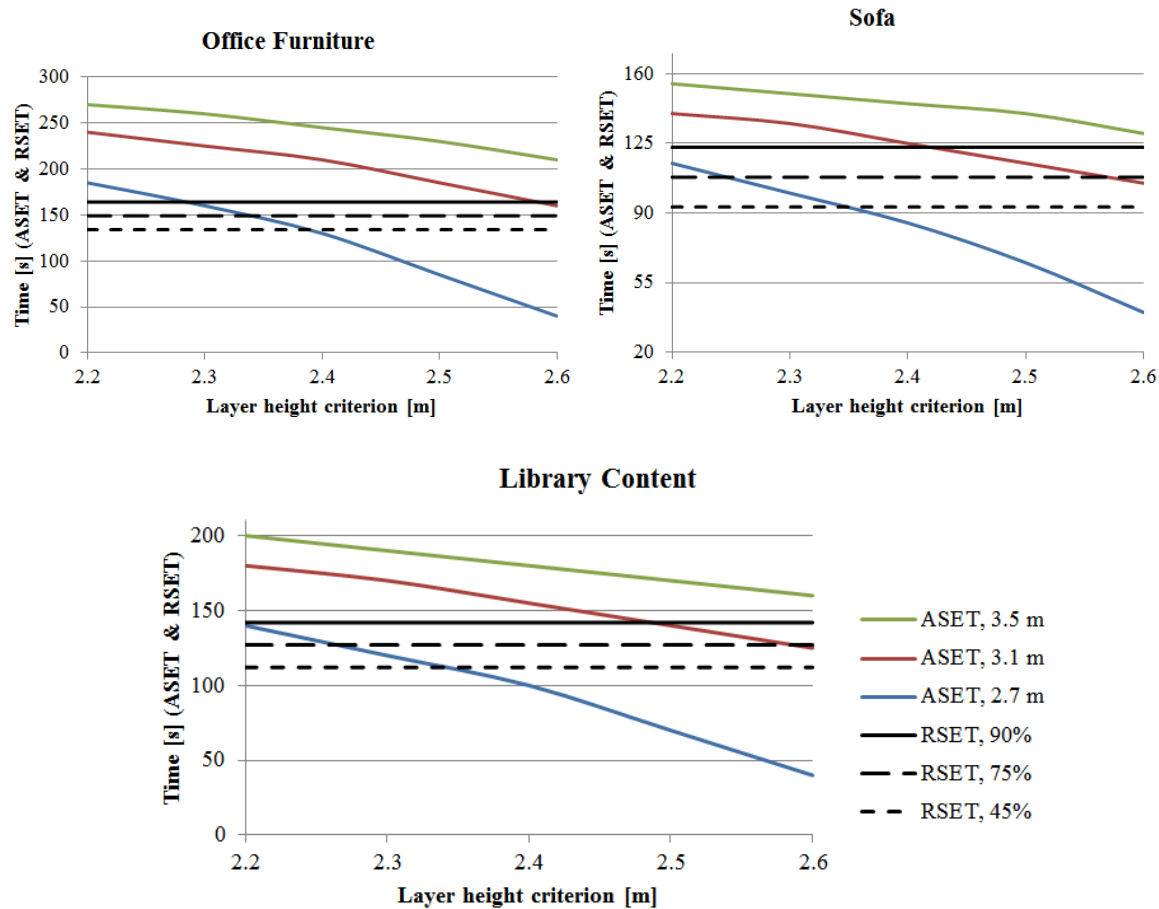 Office Furniture
Time [s] (ASET & RSET)
300
250
200
150
100
50
0
2.2 2.3 2.4 2.5 2.6
Layer height criterion [m]
Sofa
Time [s] (ASET & RSET)
160
125
90
55
20
2.2 2.3 2.4 2.5 2.6
Layer height criterion [m]
Library Content
Time [s] (ASET & RSET)
200
150
100
50
0
2.2 2.3 2.4 2.5 2.6
Layer height criterion [m]
ASET, 3.5 m
ASET, 3.1 m
ASET, 2.7 m
RSET, 90%
RSET, 75%
RSET, 45%